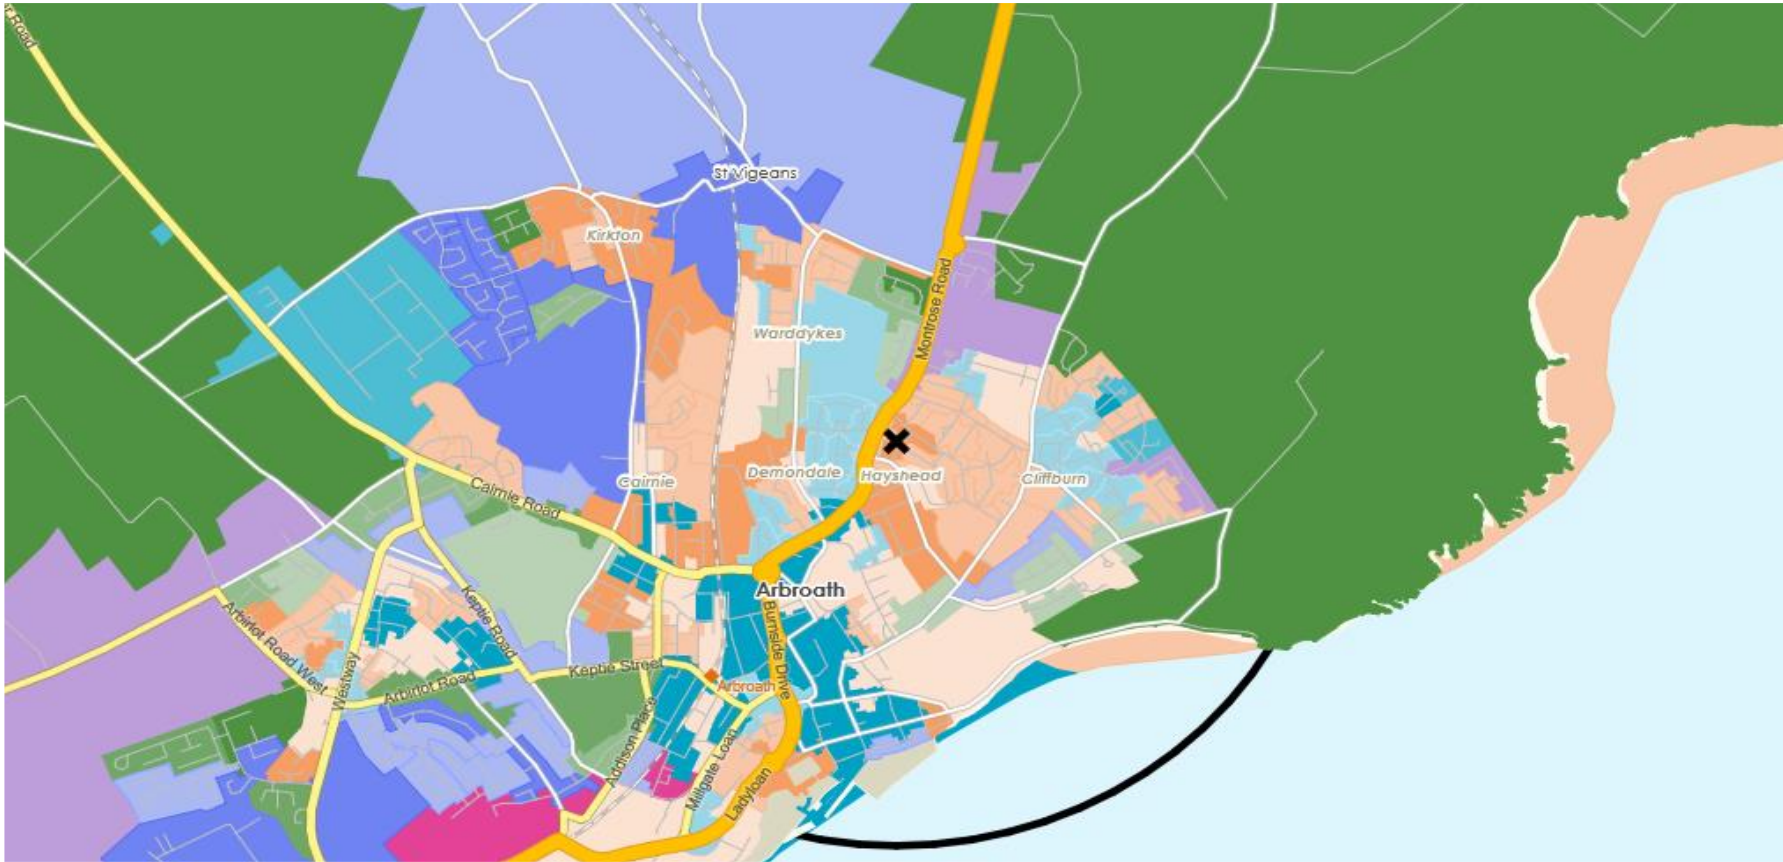 r Road
St Vigeans
Kirkton
Montrose Road
Warddykes
Demondale
Hayshead
Cairnie
Cliffburn
Cairnie Road
Arbroath
Keptie Road
Burnside Drive
Arbirlot Road West
Westway
Keptie Street
Arbirlot Road
Arbroath
Addison Place
Millgate Loan
Ladyloan